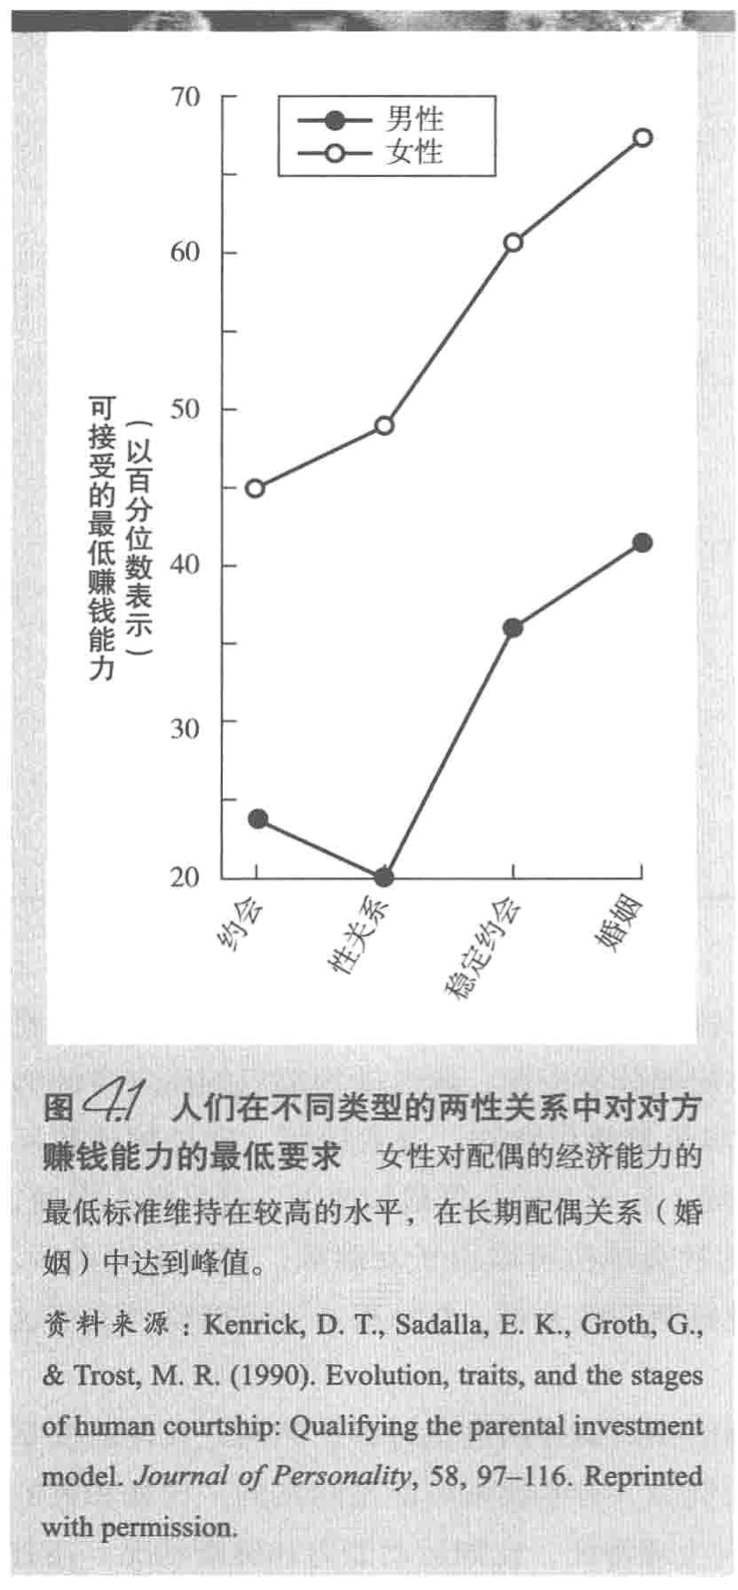 70
男性
女性
60
50
40
30
20
可接受的最低赚钱能力
（以百分位数表示）
约会
性关系
稳定约会
婚姻
图 4.1 人们在不同类型的两性关系中对对方
赚钱能力的最低要求 女性对配偶的经济能力的
最低标准维持在较高的水平，在长期配偶关系（婚
姻）中达到峰值。
资料来源：Kenrick, D. T., Sadalla, E. K., Groth, G.,
& Trost, M. R. (1990). Evolution, traits, and the stages
of human courtship: Qualifying the parental investment
model. Journal of Personality, 58, 97–116. Reprinted
with permission.